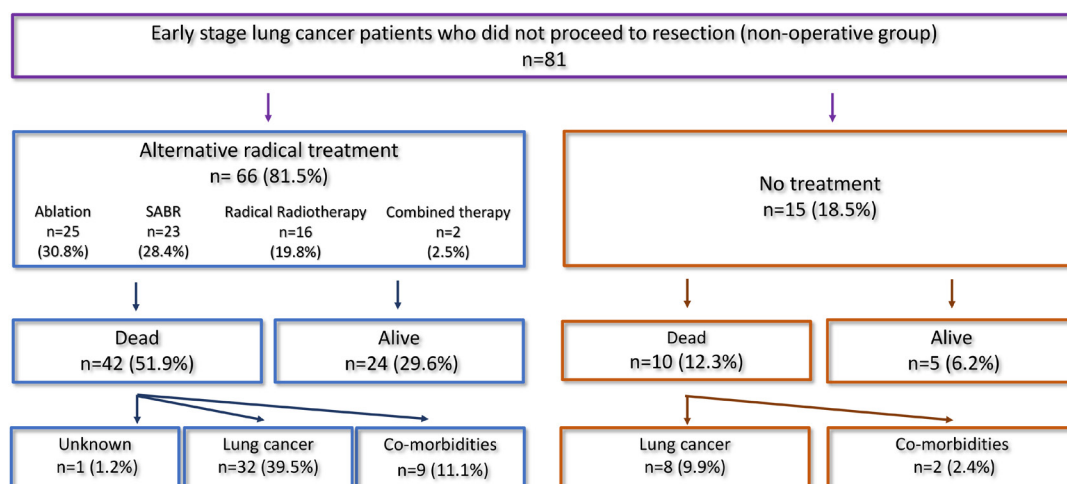 Early stage lung cancer patients who did not proceed to resection (non-operative group)
n=81
Alternative radical treatment
n= 66 (81.5%)
Ablation
n=25
(30.8%)
SABR
n=23
(28.4%)
Radical Radiotherapy
n=16
(19.8%)
Combined therapy
n=2
(2.5%)
No treatment
n=15 (18.5%)
Dead
n=42 (51.9%)
Alive
n=24 (29.6%)
Dead
n=10 (12.3%)
Alive
n=5 (6.2%)
Unknown
n=1 (1.2%)
Lung cancer
n=32 (39.5%)
Co-morbidities
n=9 (11.1%)
Lung cancer
n=8 (9.9%)
Co-morbidities
n=2 (2.4%)